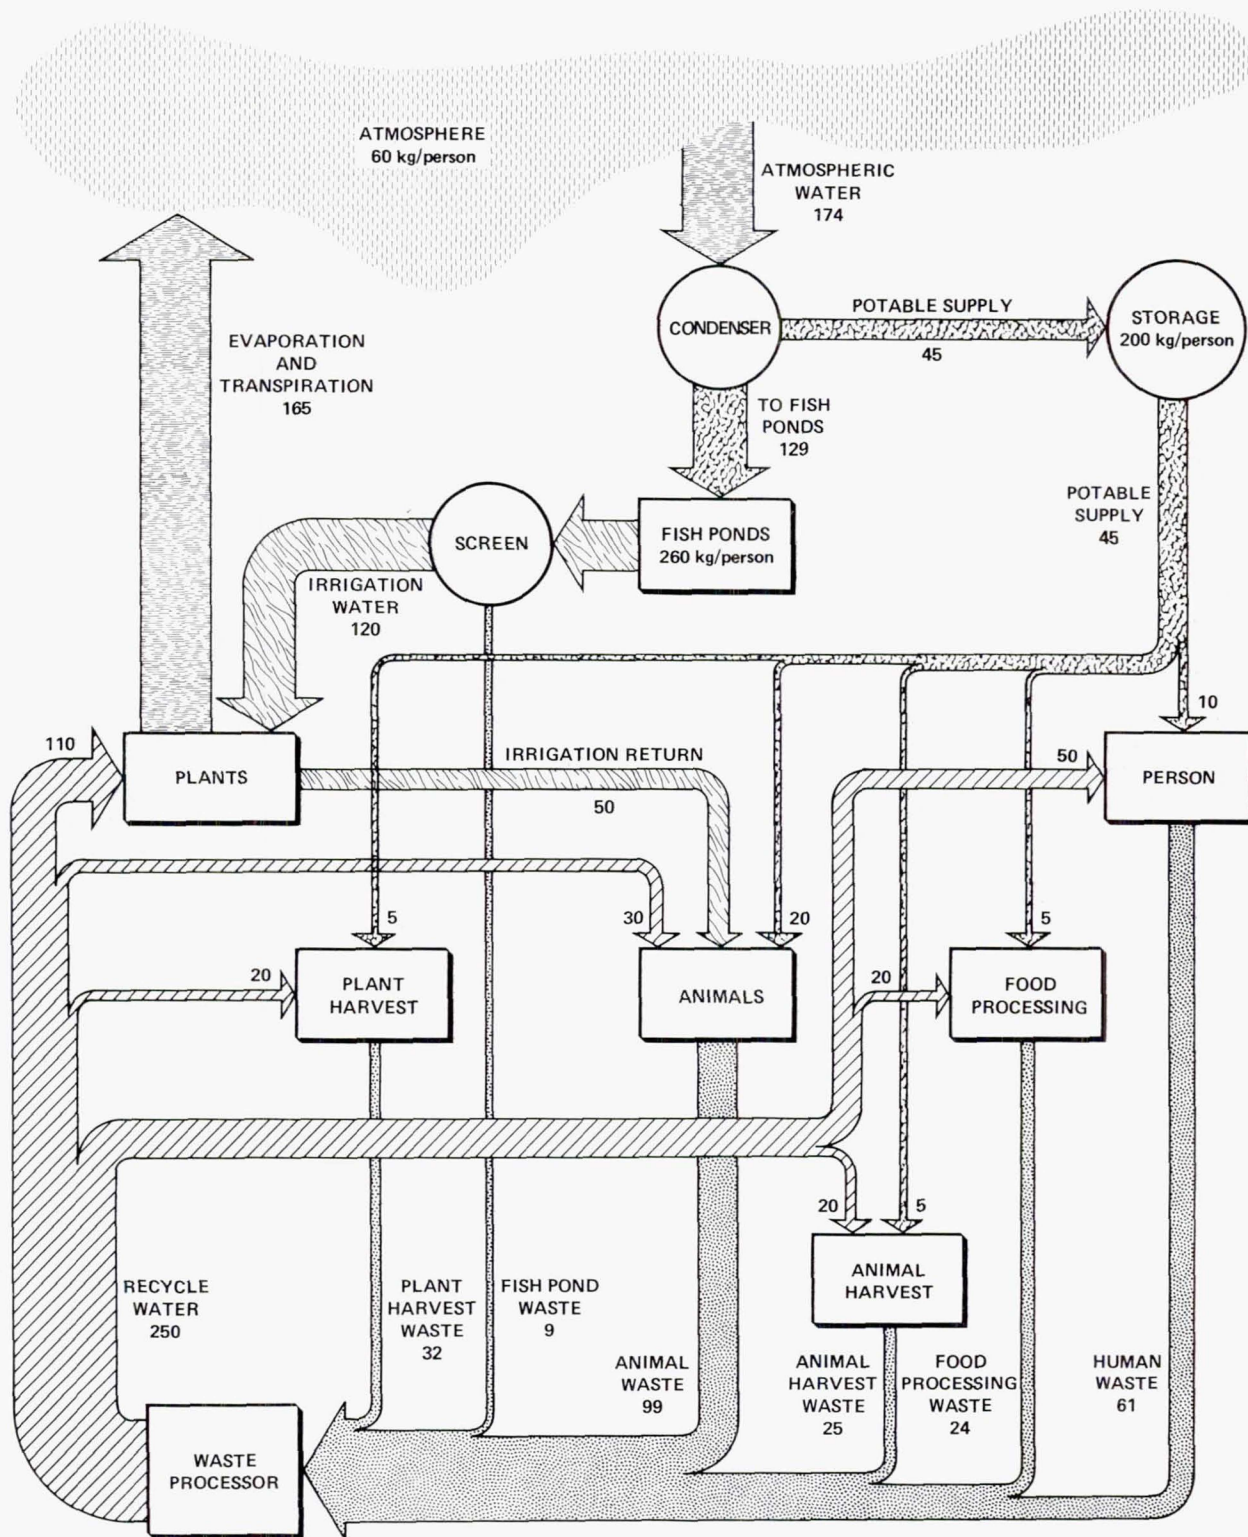 ATMOSPHERE
60 kg/person
ATMOSPHERIC
WATER
174
CONDENSER
POTABLE SUPPLY
45
STORAGE
200 kg/person
EVAPORATION
AND
TRANSPIRATION
165
TO FISH
PONDS
129
POTABLE
SUPPLY
45
SCREEN
FISH PONDS
260 kg/person
IRRIGATION
WATER
120
10
110
PLANTS
IRRIGATION RETURN
50
50
PERSON
5
30
20
5
20
PLANT
HARVEST
ANIMALS
20
FOOD
PROCESSING
20
5
ANIMAL
HARVEST
RECYCLE
WATER
250
PLANT
HARVEST
WASTE
32
FISH POND
WASTE
9
ANIMAL
WASTE
99
ANIMAL
HARVEST
WASTE
25
FOOD
PROCESSING
WASTE
24
HUMAN
WASTE
61
WASTE
PROCESSOR